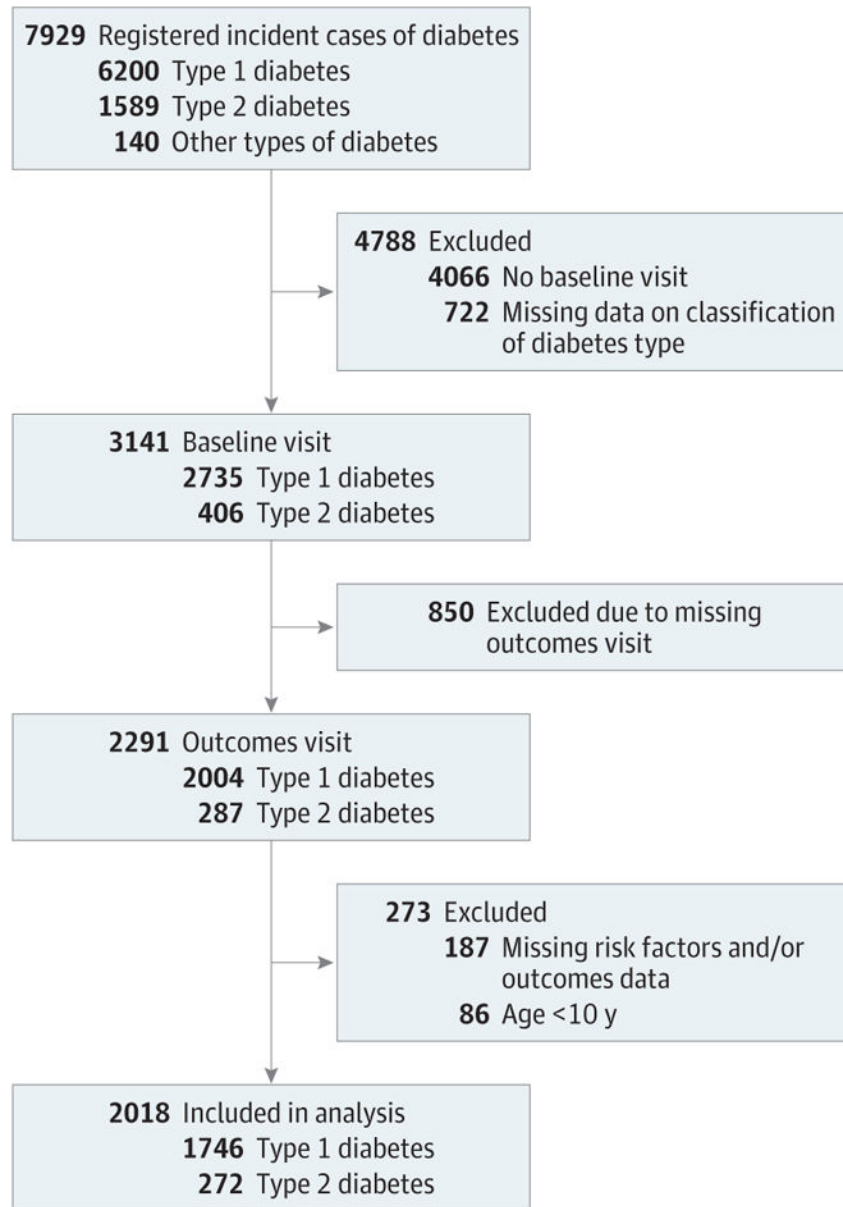 7929 Registered incident cases of diabetes
6200 Type 1 diabetes
1589 Type 2 diabetes
140 Other types of diabetes
4788 Excluded
4066 No baseline visit
722 Missing data on classification
of diabetes type
3141 Baseline visit
2735 Type 1 diabetes
406 Type 2 diabetes
850 Excluded due to missing
outcomes visit
2291 Outcomes visit
2004 Type 1 diabetes
287 Type 2 diabetes
273 Excluded
187 Missing risk factors and/or
outcomes data
86 Age <10 y
2018 Included in analysis
1746 Type 1 diabetes
272 Type 2 diabetes